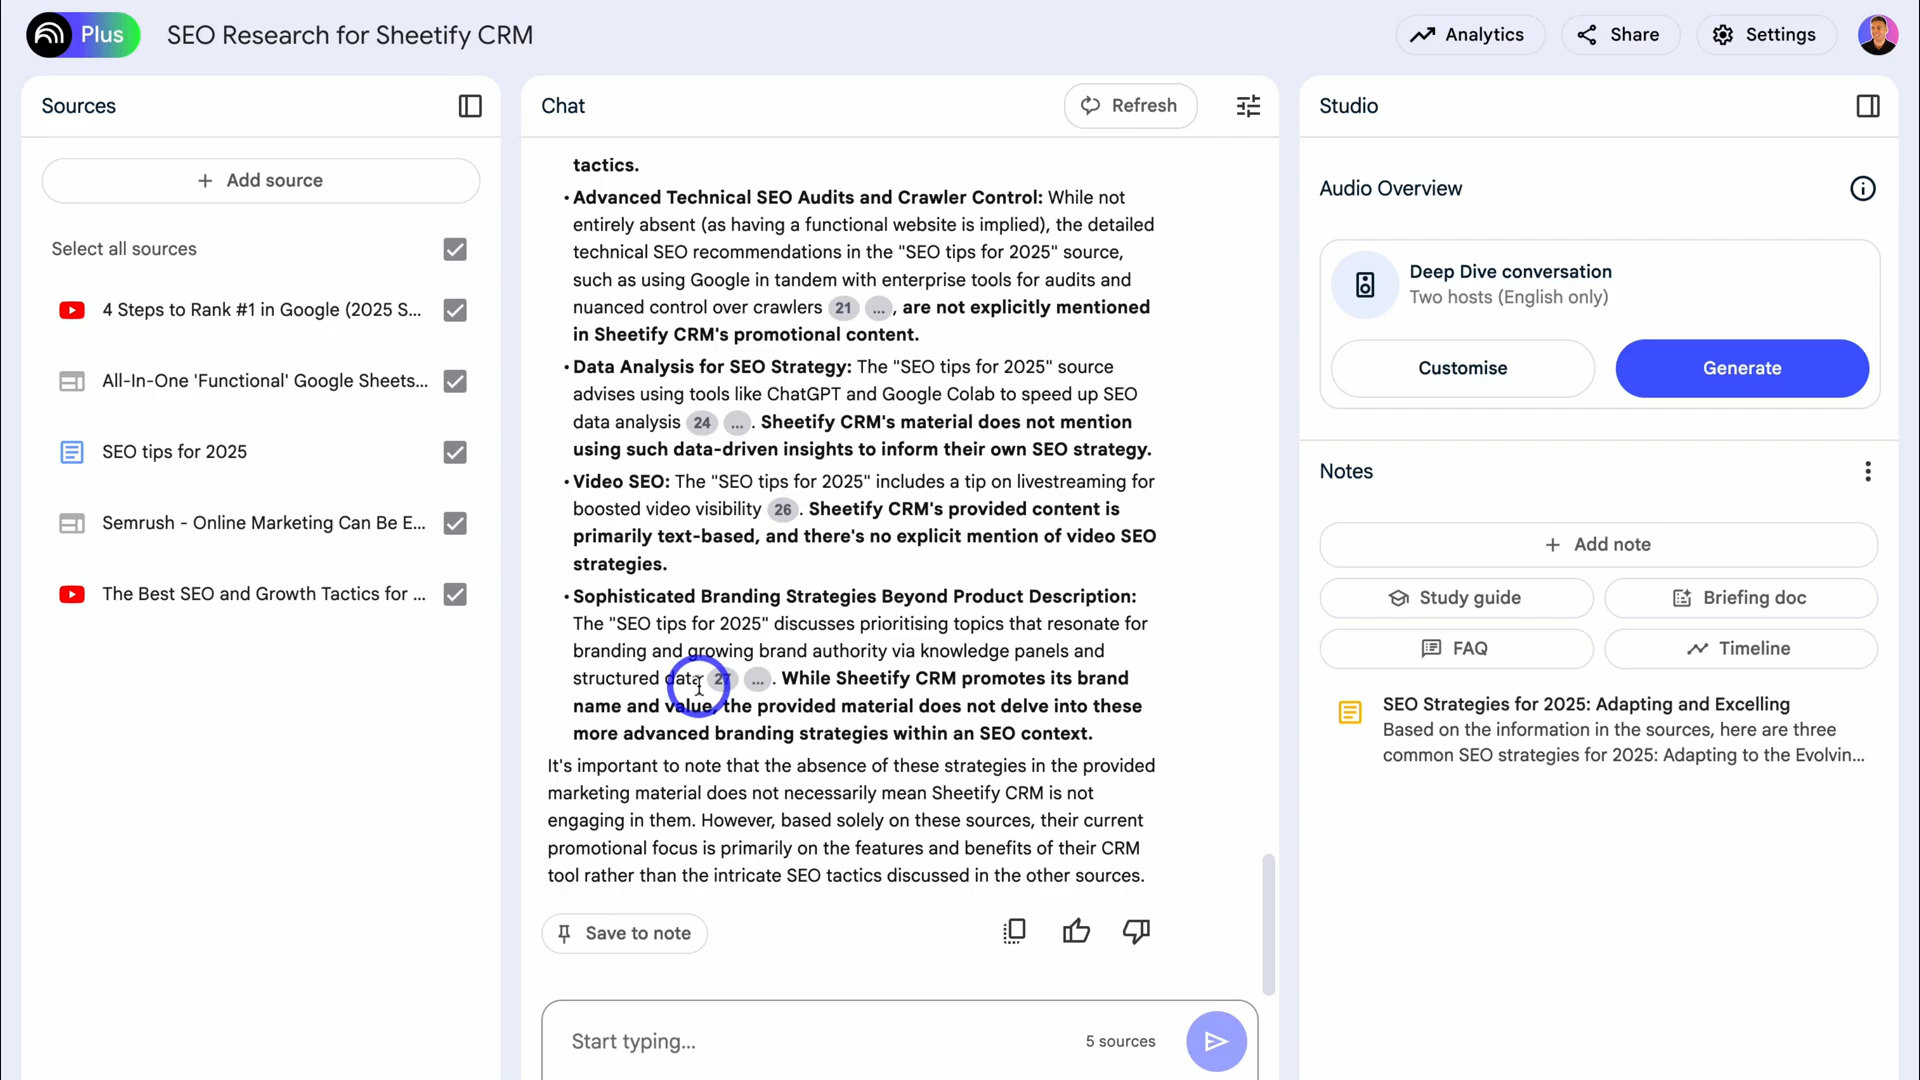 Plus
SEO Research for Sheetify CRM
Analytics
Share
Settings
Sources
Add source
Select all sources
4 Steps to Rank #1 in Google (2025 S...
All-In-One 'Functional' Google Sheets...
SEO tips for 2025
Semrush - Online Marketing Can Be E...
The Best SEO and Growth Tactics for ...
Chat
Refresh
tactics.
• Advanced Technical SEO Audits and Crawler Control: While not
entirely absent (as having a functional website is implied), the detailed
technical SEO recommendations in the "SEO tips for 2025" source,
such as using Google in tandem with enterprise tools for audits and
nuanced control over crawlers 21 ... , are not explicitly mentioned
in Sheetify CRM's promotional content.
• Data Analysis for SEO Strategy: The "SEO tips for 2025" source
advises using tools like ChatGPT and Google Colab to speed up SEO
data analysis 24 ... . Sheetify CRM's material does not mention
using such data-driven insights to inform their own SEO strategy.
• Video SEO: The "SEO tips for 2025" includes a tip on livestreaming for
boosted video visibility 26 . Sheetify CRM's provided content is
primarily text-based, and there's no explicit mention of video SEO
strategies.
• Sophisticated Branding Strategies Beyond Product Description:
The "SEO tips for 2025" discusses prioritising topics that resonate for
branding and growing brand authority via knowledge panels and
structured data 27 ... . While Sheetify CRM promotes its brand
name and value, the provided material does not delve into these
more advanced branding strategies within an SEO context.
It's important to note that the absence of these strategies in the provided
marketing material does not necessarily mean Sheetify CRM is not
engaging in them. However, based solely on these sources, their current
promotional focus is primarily on the features and benefits of their CRM
tool rather than the intricate SEO tactics discussed in the other sources.
Save to note
Start typing...
5 sources
Studio
Audio Overview
Deep Dive conversation
Two hosts (English only)
Customise
Generate
Notes
Add note
Study guide
Briefing doc
FAQ
Timeline
SEO Strategies for 2025: Adapting and Excelling
Based on the information in the sources, here are three
common SEO strategies for 2025: Adapting to the Evolvin...